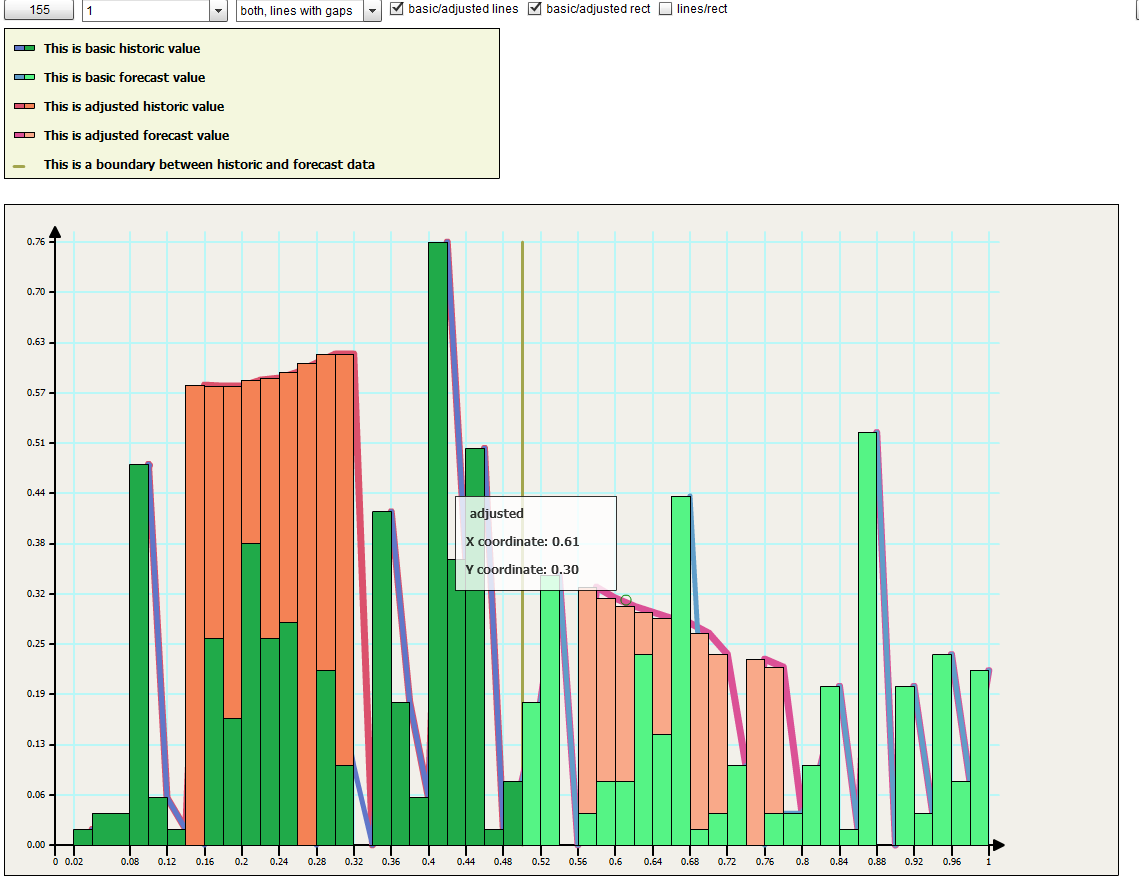 155 1 both, lines with gaps basic/adjusted lines basic/adjusted rect lines/rect
This is basic historic value
This is basic forecast value
This is adjusted historic value
This is adjusted forecast value
This is a boundary between historic and forecast data
0.76
0.70
0.63
0.57
0.51
0.44
adjusted
0.38
X coordinate: 0.61
Y coordinate: 0.30
0.32
0.25
0.19
0.13
0.06
0.00
0 0.02 0.08 0.12 0.16 0.2 0.24 0.28 0.32 0.36 0.4 0.44 0.48 0.52 0.56 0.6 0.64 0.68 0.72 0.76 0.8 0.84 0.88 0.92 0.96 1